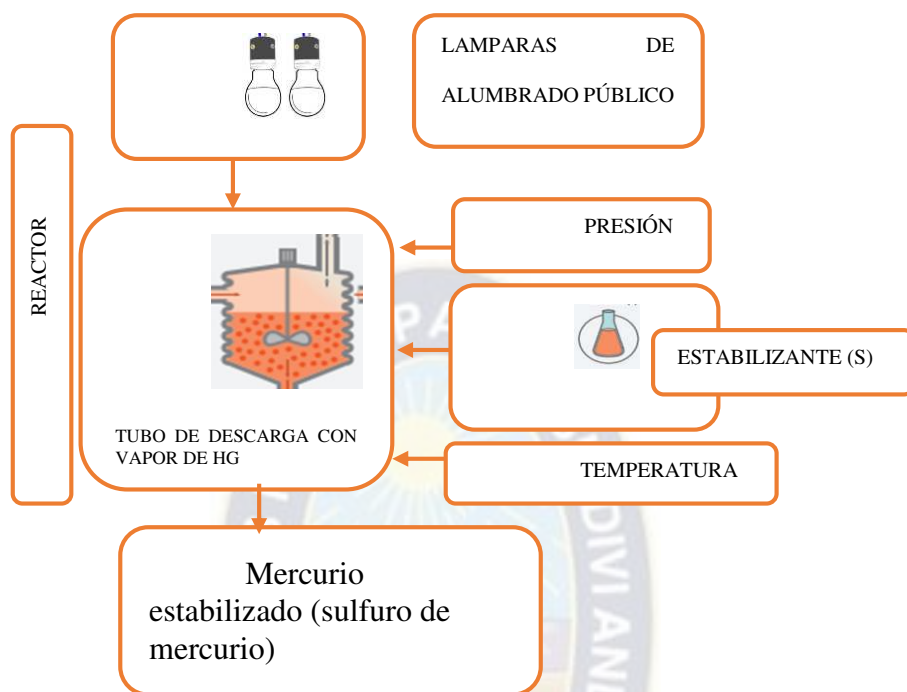 LAMPARAS DE
ALUMBRADO PÚBLICO
REACTOR
PRESIÓN
ESTABILIZANTE (S)
TUBO DE DESCARGA CON
VAPOR DE HG
TEMPERATURA
Mercurio
estabilizado (sulfuro de
mercurio)